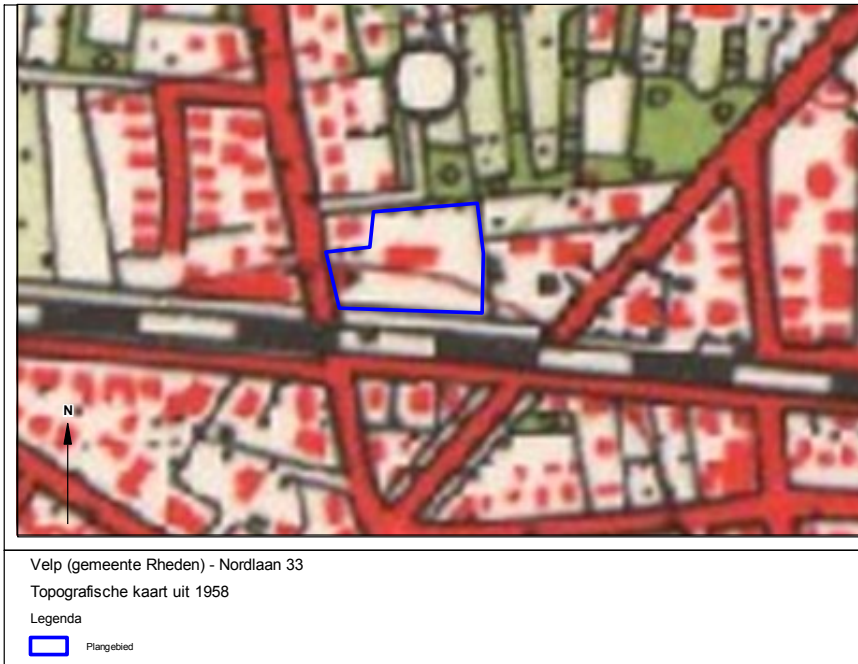 N
Velp (gemeente Rheden) - Nordlaan 33
Topografische kaart uit 1958
Legenda
Plangebied